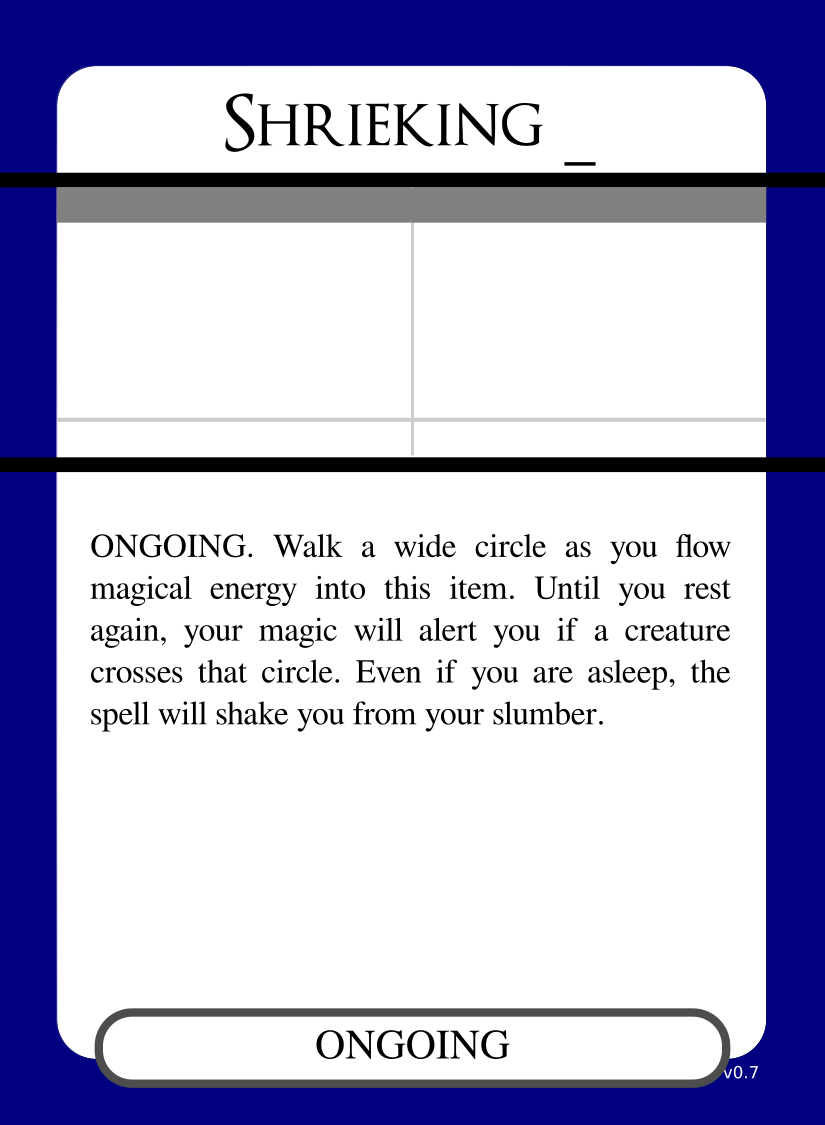 SHRIEKING _
ONGOING. Walk a wide circle as you flow
magical energy into this item. Until you rest
again, your magic will alert you if a creature
crosses that circle. Even if you are asleep, the
spell will shake you from your slumber.
ONGOING
v0.7